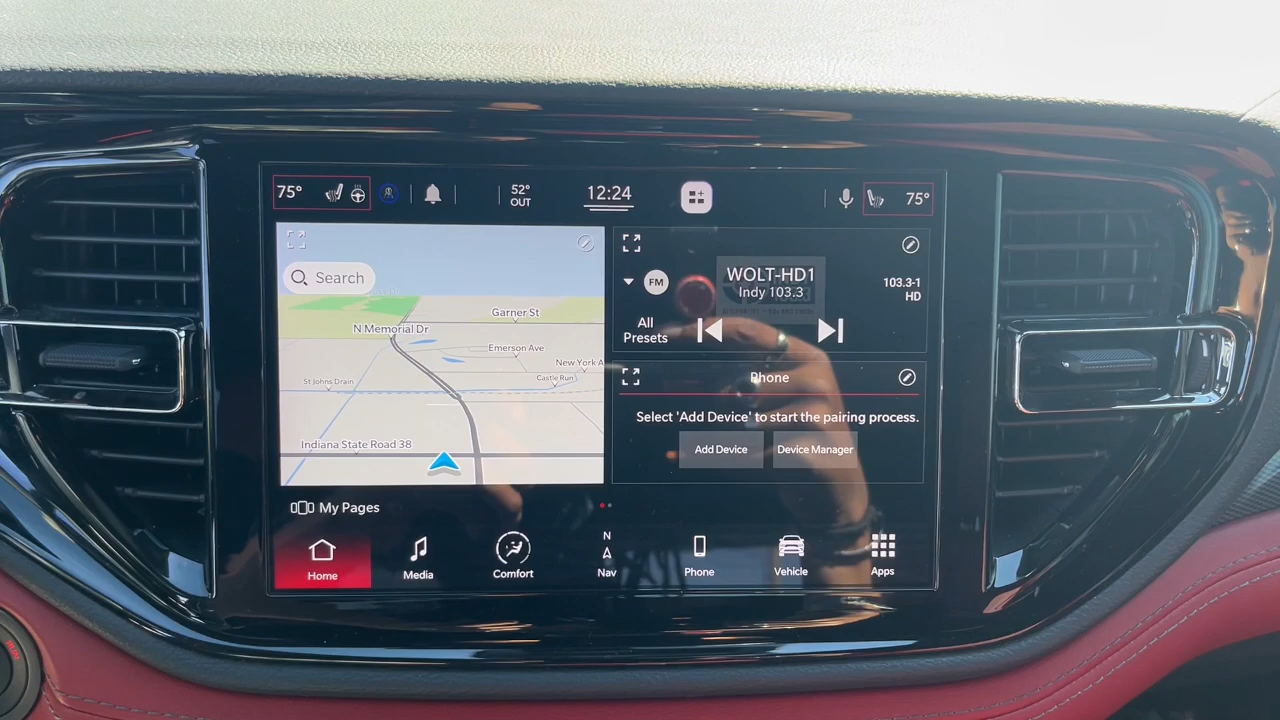 75°
52°
OUT
12:24
75°
Search
N Memorial Dr
Garner St
Emerson Ave
New York A
Castle Run
St Johns Drain
Indiana State Road 38
FM
WOLT-HD1
Indy 103.3
103.3-1
HD
All
Presets
Phone
Select 'Add Device' to start the pairing process.
Add Device
Device Manager
My Pages
Home
Media
Comfort
N
Nav
Phone
Vehicle
Apps